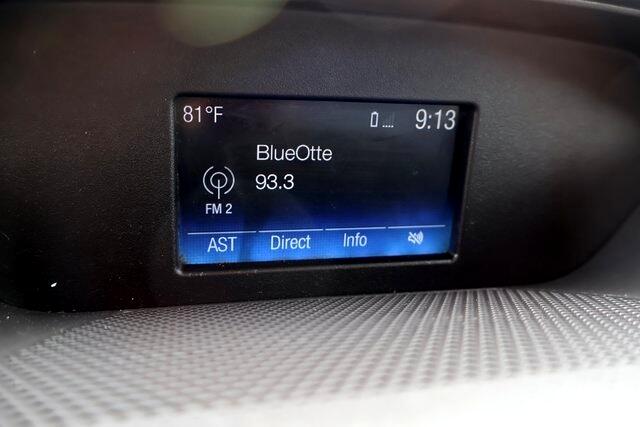 81°F 9:13
BlueOtte
93.3
FM 2
AST Direct Info